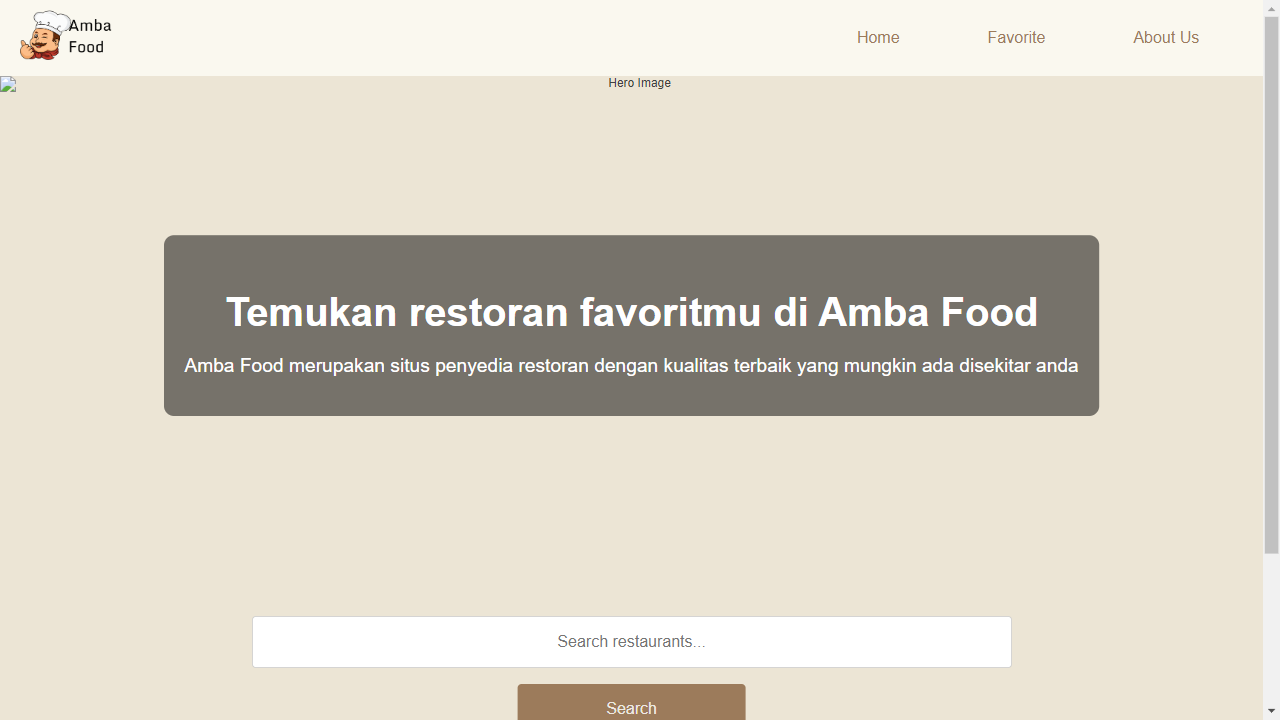 Amba
Food
Home Favorite About Us
Hero Image
Temukan restoran favoritmu di Amba Food
Amba Food merupakan situs penyedia restoran dengan kualitas terbaik yang mungkin ada disekitar anda
Search restaurants...
Search